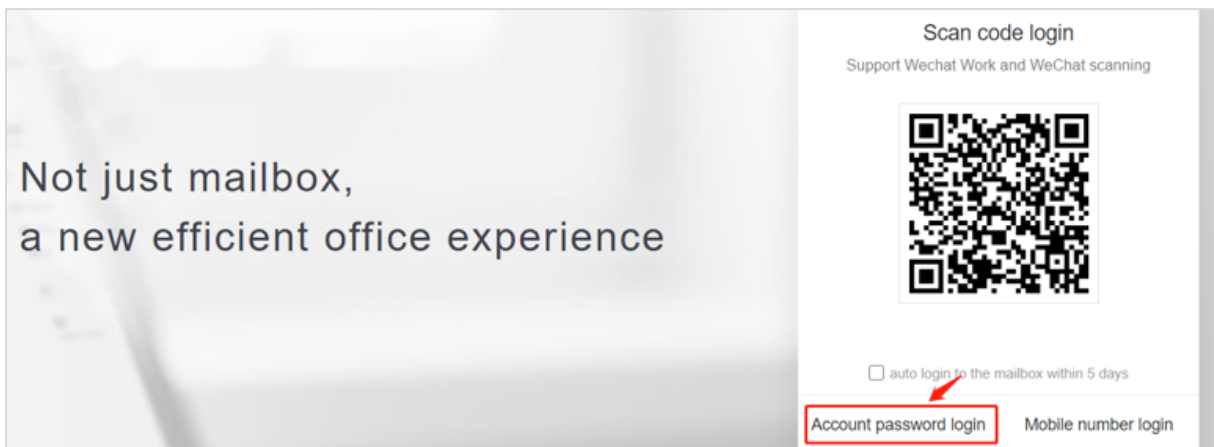 Scan code login
Support Wechat Work and WeChat scanning
Not just mailbox,
a new efficient office experience
auto login to the mailbox within 5 days
Account password login
Mobile number login